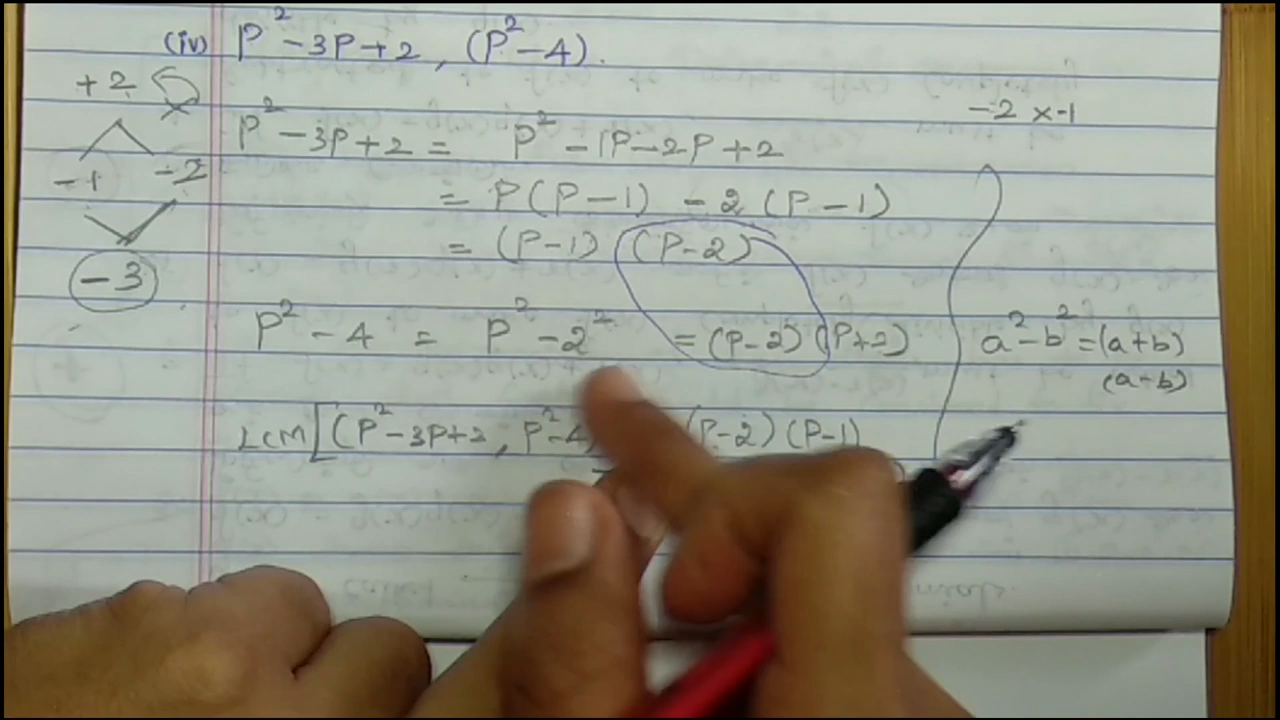 (iv) P² - 3P + 2 , (P² - 4).
+2
-2 x -1
P² - 3P + 2 = P² - 1P - 2P + 2
-1 -2
= P(P - 1) - 2(P - 1)
= (P-1) (P-2)
-3
P² - 4 = P² - 2² = (P-2)(P+2)
a² - b² = (a+b)
(a-b)
LCM [(P² - 3P + 2, P² - 4) (P-2)(P-1)